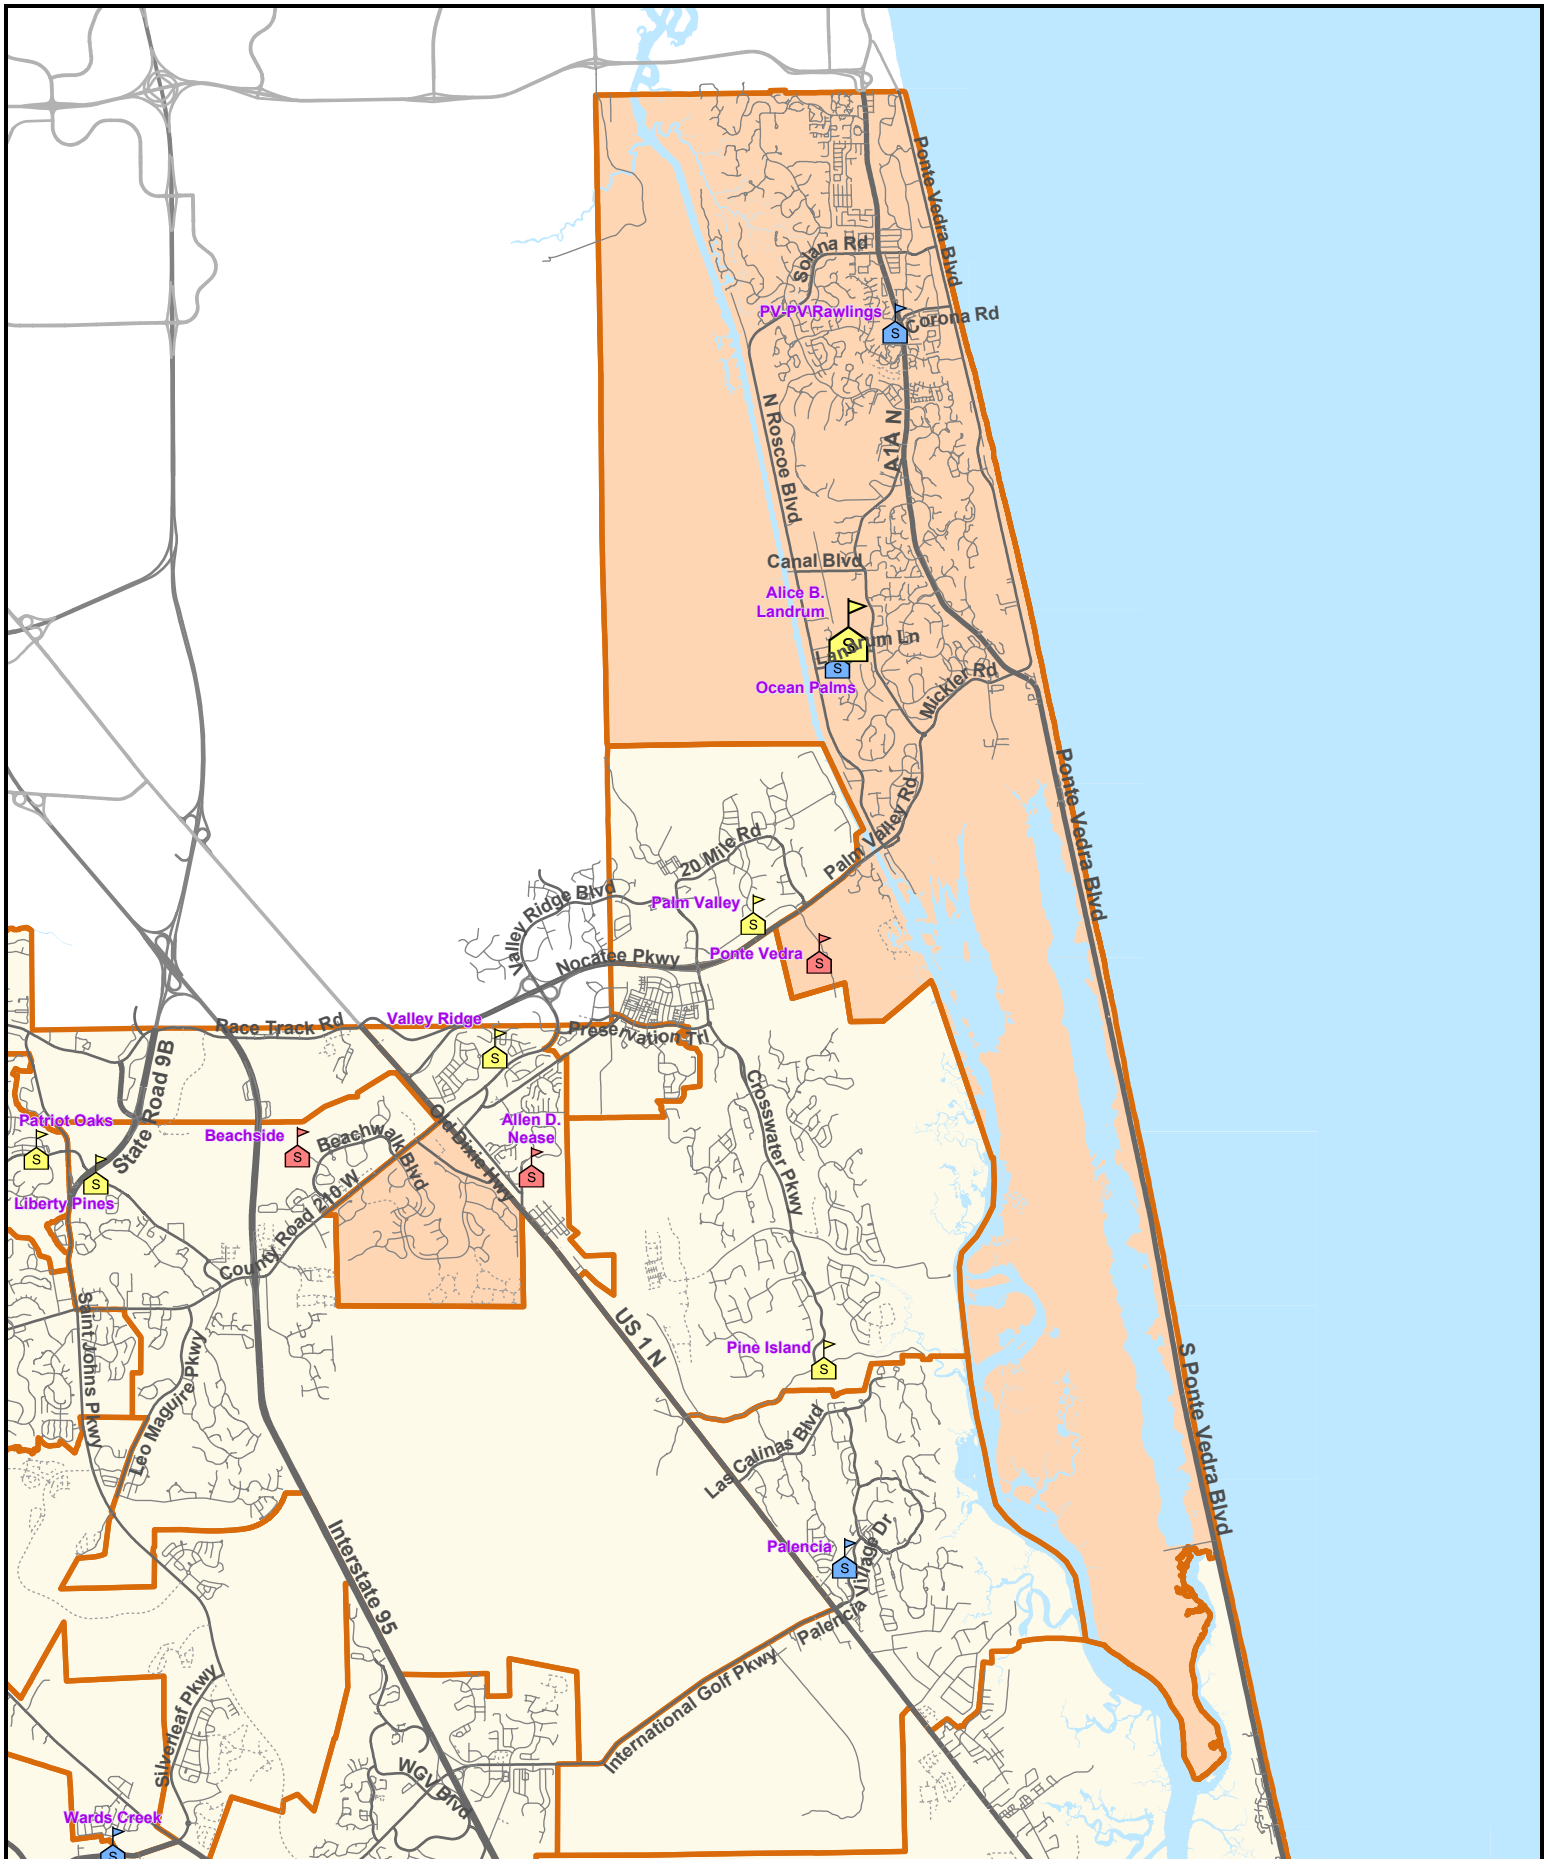 Ponte Vedra Blvd
Solana Rd
PV-PV\Rawlings
S
Corona Rd
N Roscoe Blvd
A1A N
Canal Blvd
Alice B.
Landrum
S
Landrum Ln
S
Ocean Palms
Mickler Rd
Ponte Vedra Blvd
20 Mile Rd
Palm Valley Rd
Valley Ridge Blvd
Palm Valley
S
Ponte Vedra
S
Nocatee Pkwy
Race Track Rd
Valley Ridge
S
Preservation Trl
State Road 9B
Crosswater Pkwy
Patriot Oaks
S
Beachside
S
Beachwalk Blvd
Old Dixie Hwy
Allen D.
Nease
S
S
Liberty Pines
County Road 210 W
Saint Johns Pkwy
US 1 N
Leo Maguire Pkwy
Pine Island
S
S Ponte Vedra Blvd
Las Calinas Blvd
Interstate 95
Palencia
S
Palencia Village Dr
International Golf Pkwy
Silverleaf Pkwy
WGV Blvd
Wards Creek
S